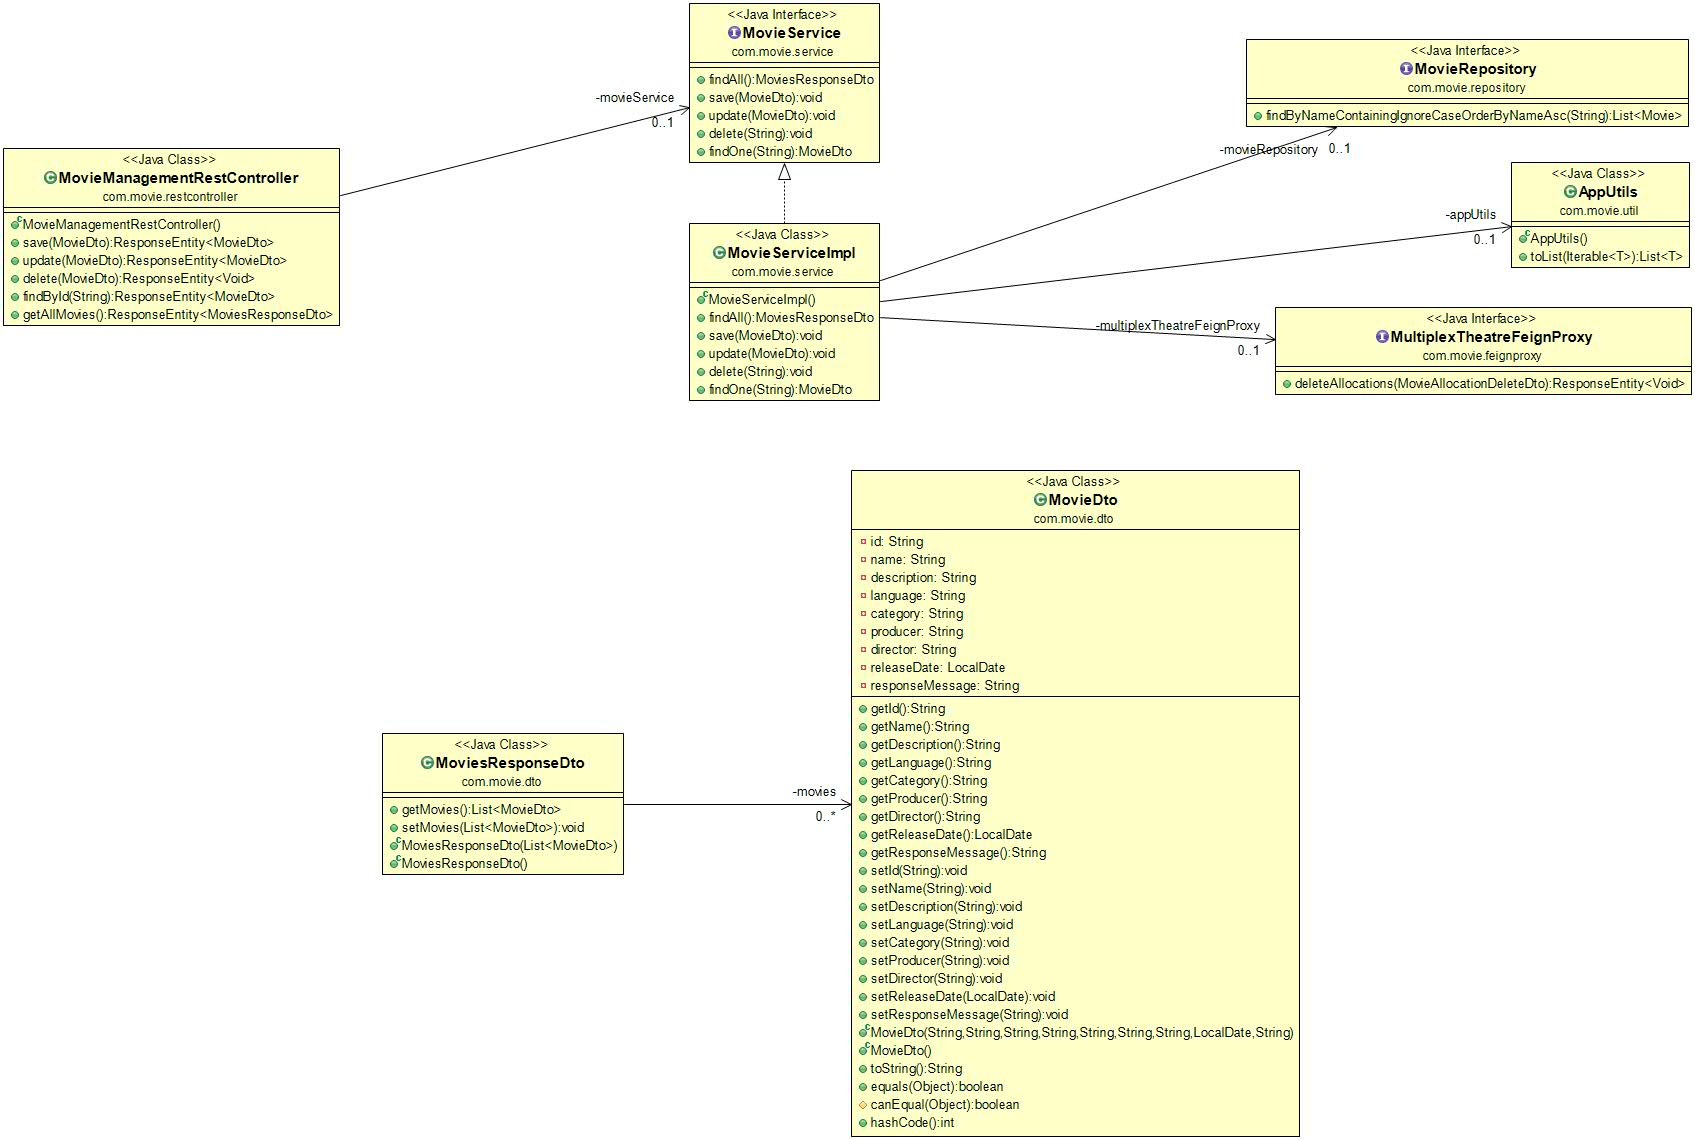 <<Java Interface>>
MovieService
com.movie.service
findAll():MoviesResponseDto
save(MovieDto):void
update(MovieDto):void
delete(String):void
findOne(String):MovieDto
-movieService
0..1
<<Java Interface>>
MovieRepository
com.movie.repository
findByNameContainingIgnoreCaseOrderByNameAsc(String):List<Movie>
-movieRepository
0..1
<<Java Class>>
MovieManagementRestController
com.movie.restcontroller
MovieManagementRestController()
save(MovieDto):ResponseEntity<MovieDto>
update(MovieDto):ResponseEntity<MovieDto>
delete(MovieDto):ResponseEntity<Void>
findById(String):ResponseEntity<MovieDto>
getAllMovies():ResponseEntity<MoviesResponseDto>
<<Java Class>>
MovieServiceImpl
com.movie.service
MovieServiceImpl()
findAll():MoviesResponseDto
save(MovieDto):void
update(MovieDto):void
delete(String):void
findOne(String):MovieDto
<<Java Class>>
AppUtils
com.movie.util
AppUtils()
toList(Iterable<T>):List<T>
-appUtils
0..1
<<Java Interface>>
MultiplexTheatreFeignProxy
com.movie.feignproxy
deleteAllocations(MovieAllocationDeleteDto):ResponseEntity<Void>
-multiplexTheatreFeignProxy
0..1
<<Java Class>>
MoviesResponseDto
com.movie.dto
getMovies():List<MovieDto>
setMovies(List<MovieDto>):void
MoviesResponseDto(List<MovieDto>)
MoviesResponseDto()
-movies
0..*
<<Java Class>>
MovieDto
com.movie.dto
id: String
name: String
description: String
language: String
category: String
producer: String
director: String
releaseDate: LocalDate
responseMessage: String
getId():String
getName():String
getDescription():String
getLanguage():String
getCategory():String
getProducer():String
getDirector():String
getReleaseDate():LocalDate
getResponseMessage():String
setId(String):void
setName(String):void
setDescription(String):void
setLanguage(String):void
setCategory(String):void
setProducer(String):void
setDirector(String):void
setReleaseDate(LocalDate):void
setResponseMessage(String):void
MovieDto(String,String,String,String,String,String,String,LocalDate,String)
MovieDto()
toString():String
equals(Object):boolean
canEqual(Object):boolean
hashCode():int